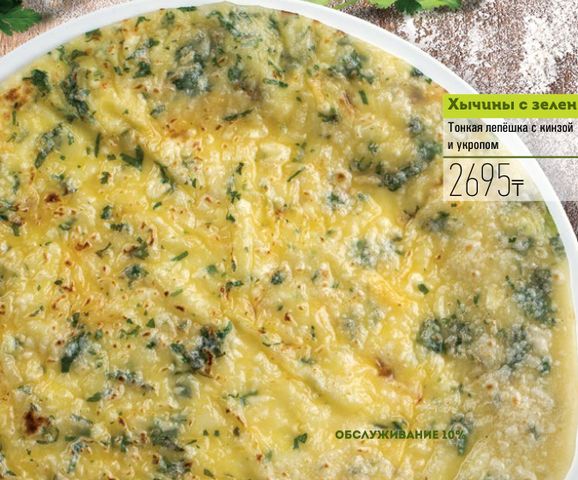 Хычины с зелен
Тонкая лепёшка с кинзой
и укропом
2695₸
ОБСЛУЖИВАНИЕ 10%